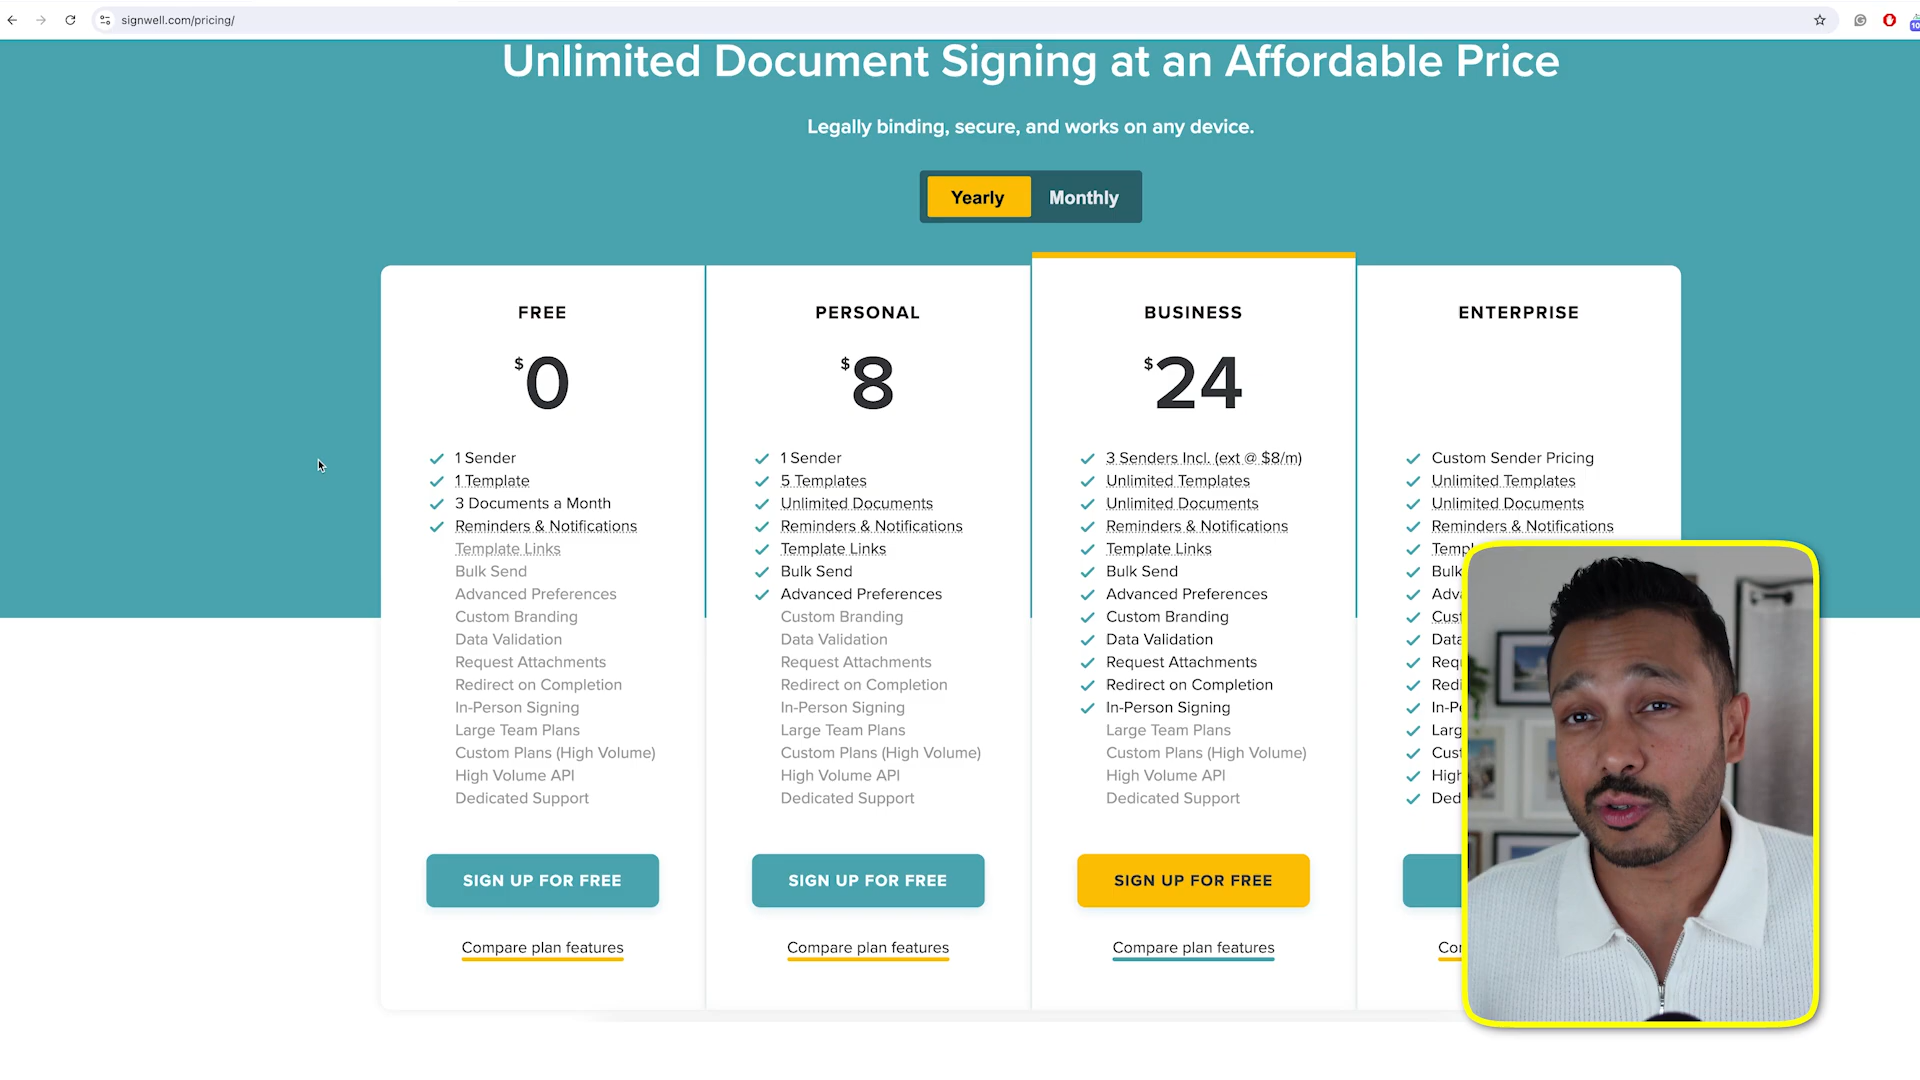 signwell.com/pricing/
Unlimited Document Signing at an Affordable Price
Legally binding, secure, and works on any device.
Yearly
Monthly
FREE
$0
1 Sender
1 Template
3 Documents a Month
Reminders & Notifications
Template Links
Bulk Send
Advanced Preferences
Custom Branding
Data Validation
Request Attachments
Redirect on Completion
In-Person Signing
Large Team Plans
Custom Plans (High Volume)
High Volume API
Dedicated Support
SIGN UP FOR FREE
Compare plan features
PERSONAL
$8
1 Sender
5 Templates
Unlimited Documents
Reminders & Notifications
Template Links
Bulk Send
Advanced Preferences
Custom Branding
Data Validation
Request Attachments
Redirect on Completion
In-Person Signing
Large Team Plans
Custom Plans (High Volume)
High Volume API
Dedicated Support
SIGN UP FOR FREE
Compare plan features
BUSINESS
$24
3 Senders Incl. (ext @ $8/m)
Unlimited Templates
Unlimited Documents
Reminders & Notifications
Template Links
Bulk Send
Advanced Preferences
Custom Branding
Data Validation
Request Attachments
Redirect on Completion
In-Person Signing
Large Team Plans
Custom Plans (High Volume)
High Volume API
Dedicated Support
SIGN UP FOR FREE
Compare plan features
ENTERPRISE
Custom Sender Pricing
Unlimited Templates
Unlimited Documents
Reminders & Notifications